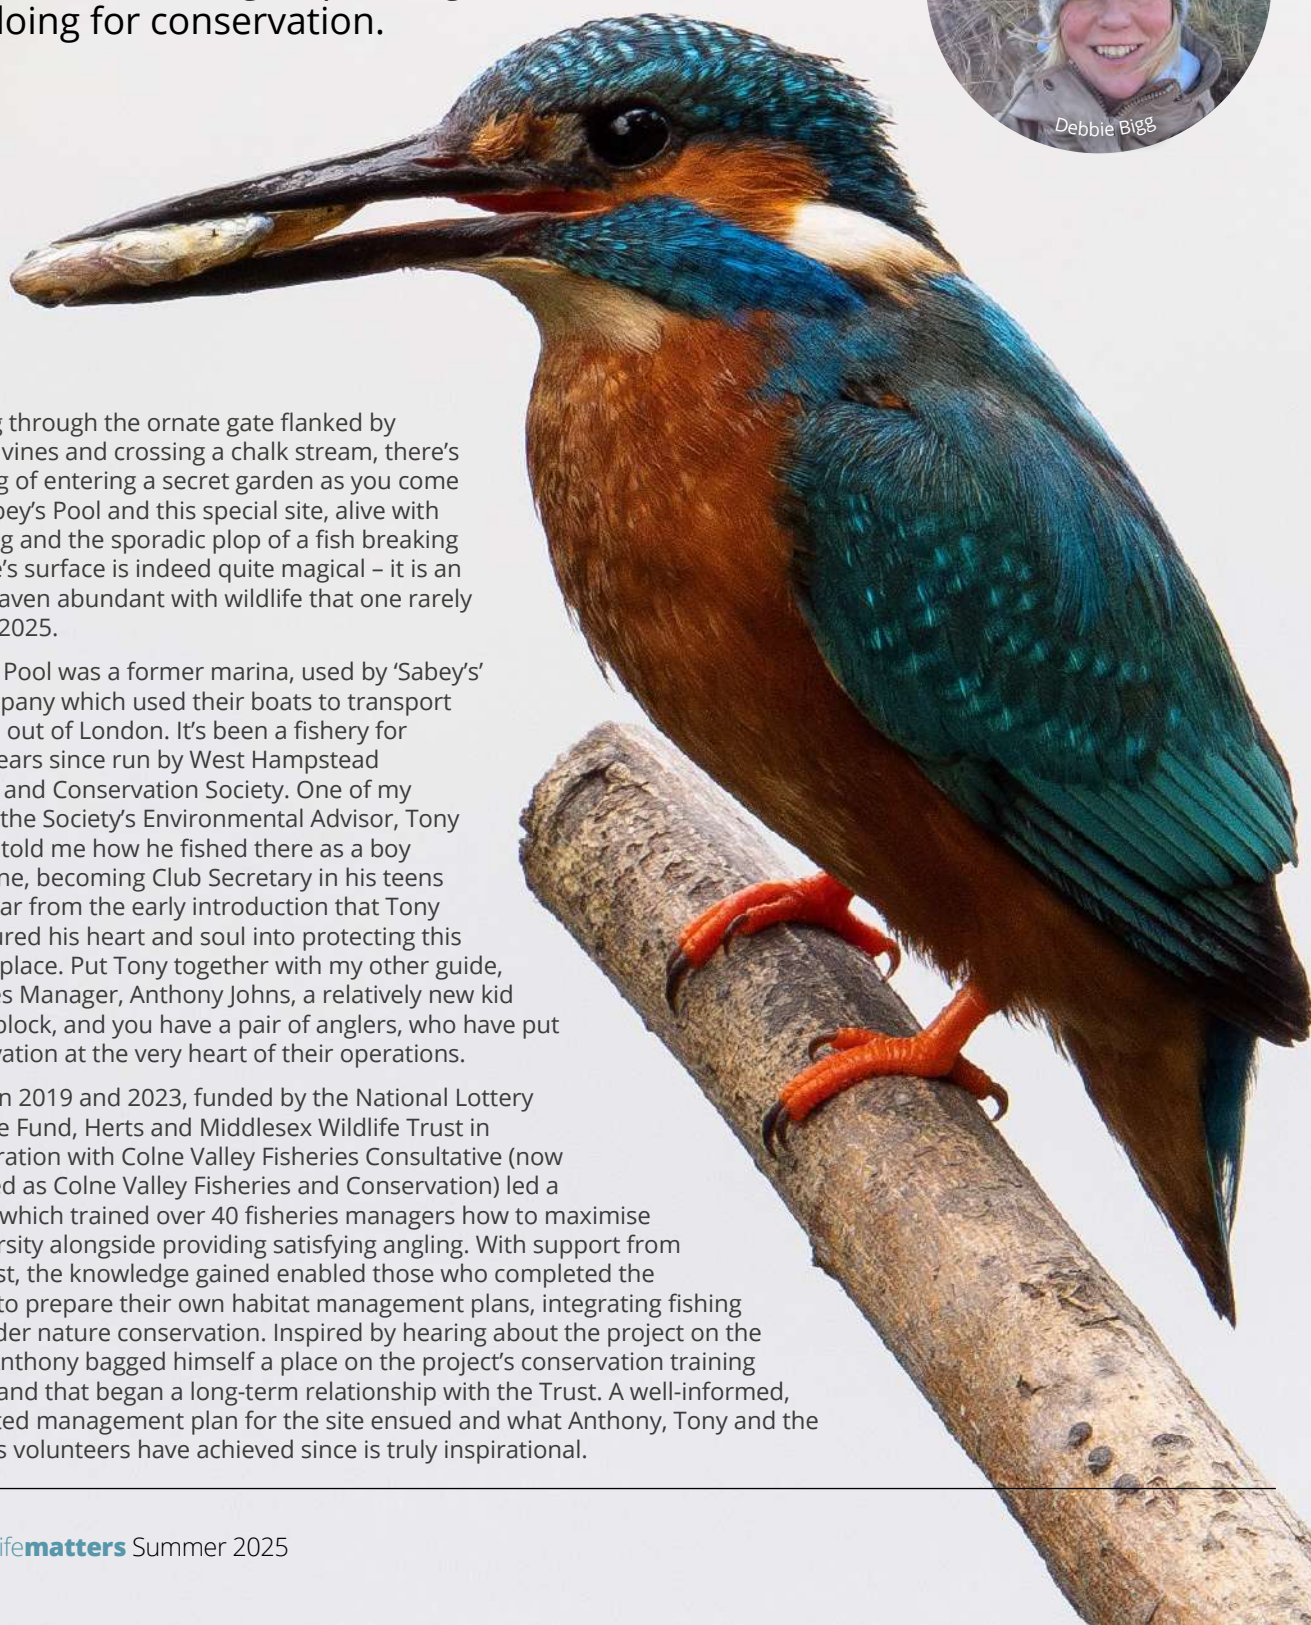 doing for conservation.
Debbie Bigg
through the ornate gate flanked by
vines and crossing a chalk stream, there’s
of entering a secret garden as you come
bey’s Pool and this special site, alive with
g and the sporadic plop of a fish breaking
e’s surface is indeed quite magical – it is an
aven abundant with wildlife that one rarely
2025.
Pool was a former marina, used by ‘Sabey’s’
pany which used their boats to transport
out of London. It’s been a fishery for
ears since run by West Hampstead
and Conservation Society. One of my
the Society’s Environmental Advisor, Tony
told me how he fished there as a boy
ne, becoming Club Secretary in his teens
ar from the early introduction that Tony
ured his heart and soul into protecting this
place. Put Tony together with my other guide,
es Manager, Anthony Johns, a relatively new kid
block, and you have a pair of anglers, who have put
vation at the very heart of their operations.
n 2019 and 2023, funded by the National Lottery
e Fund, Herts and Middlesex Wildlife Trust in
ration with Colne Valley Fisheries Consultative (now
ed as Colne Valley Fisheries and Conservation) led a
which trained over 40 fisheries managers how to maximise
rsity alongside providing satisfying angling. With support from
st, the knowledge gained enabled those who completed the
to prepare their own habitat management plans, integrating fishing
der nature conservation. Inspired by hearing about the project on the
nthony bagged himself a place on the project’s conservation training
and that began a long-term relationship with the Trust. A well-informed,
ted management plan for the site ensued and what Anthony, Tony and the
s volunteers have achieved since is truly inspirational.
ifematters Summer 2025